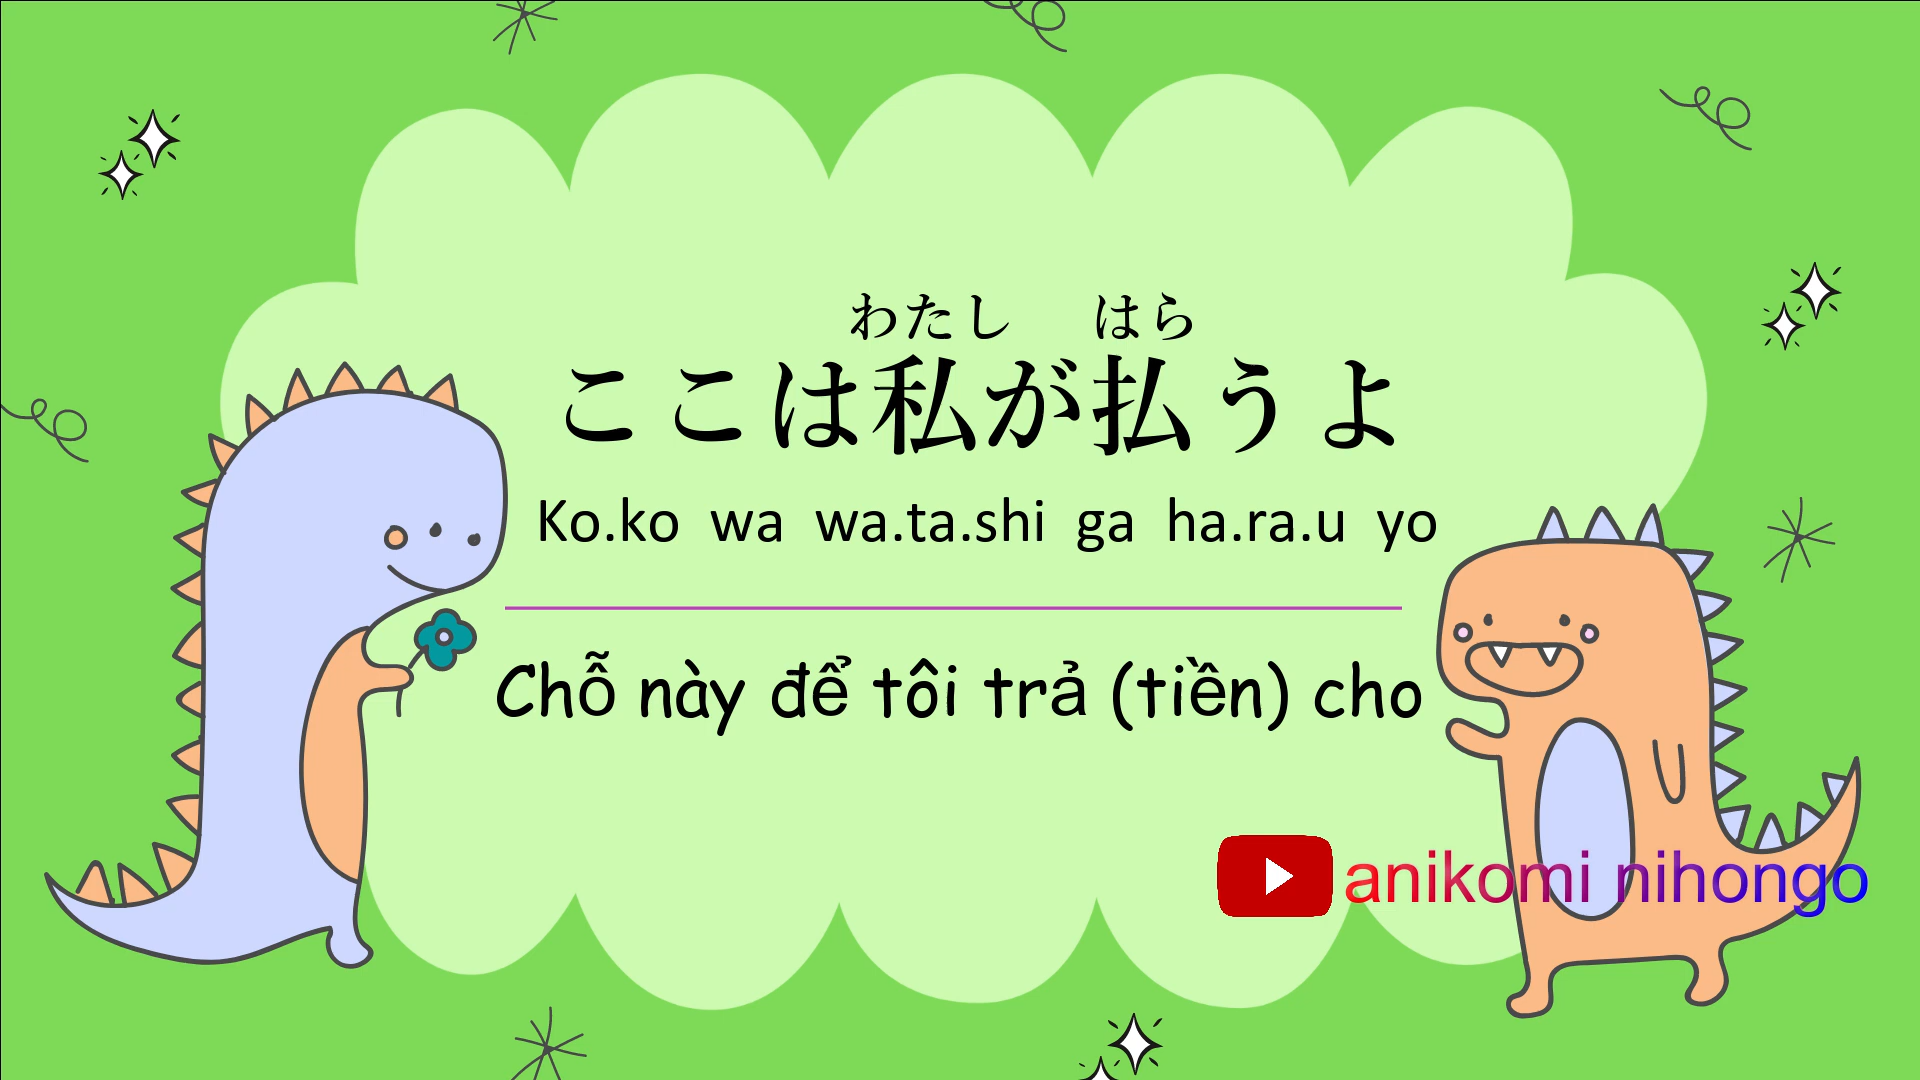 わたし はら
ここは私が払うよ
Ko.ko wa wa.ta.shi ga ha.ra.u yo
Chỗ này để tôi trả (tiền) cho
anikomi nihongo